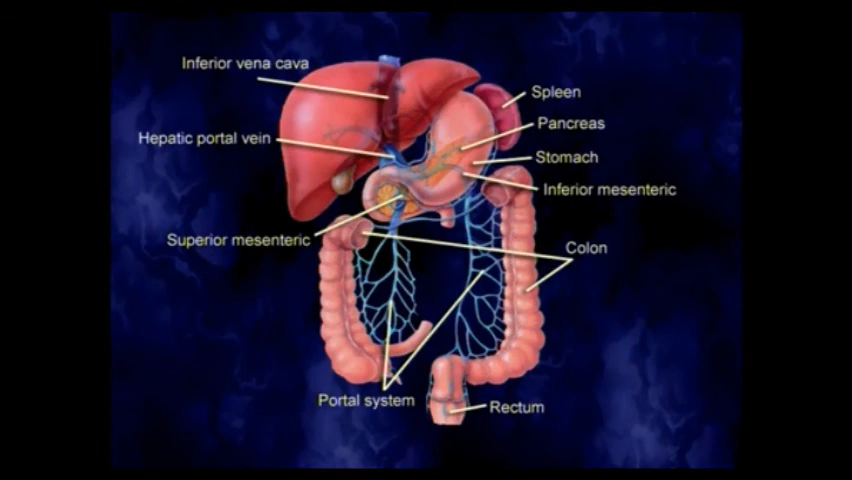 Inferior vena cava
Spleen
Pancreas
Hepatic portal vein
Stomach
Inferior mesenteric
Superior mesenteric
Colon
Portal system
Rectum